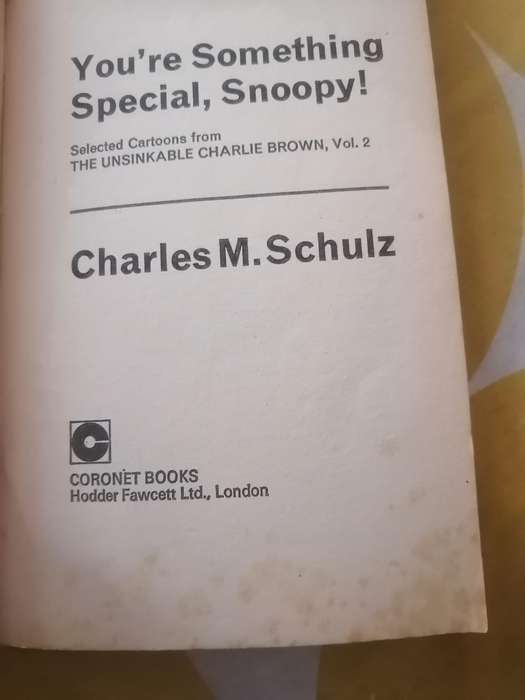 You're Something
Special, Snoopy!
Selected Cartoons from
THE UNSINKABLE CHARLIE BROWN, Vol. 2
Charles M. Schulz
CORONET BOOKS
Hodder Fawcett Ltd., London